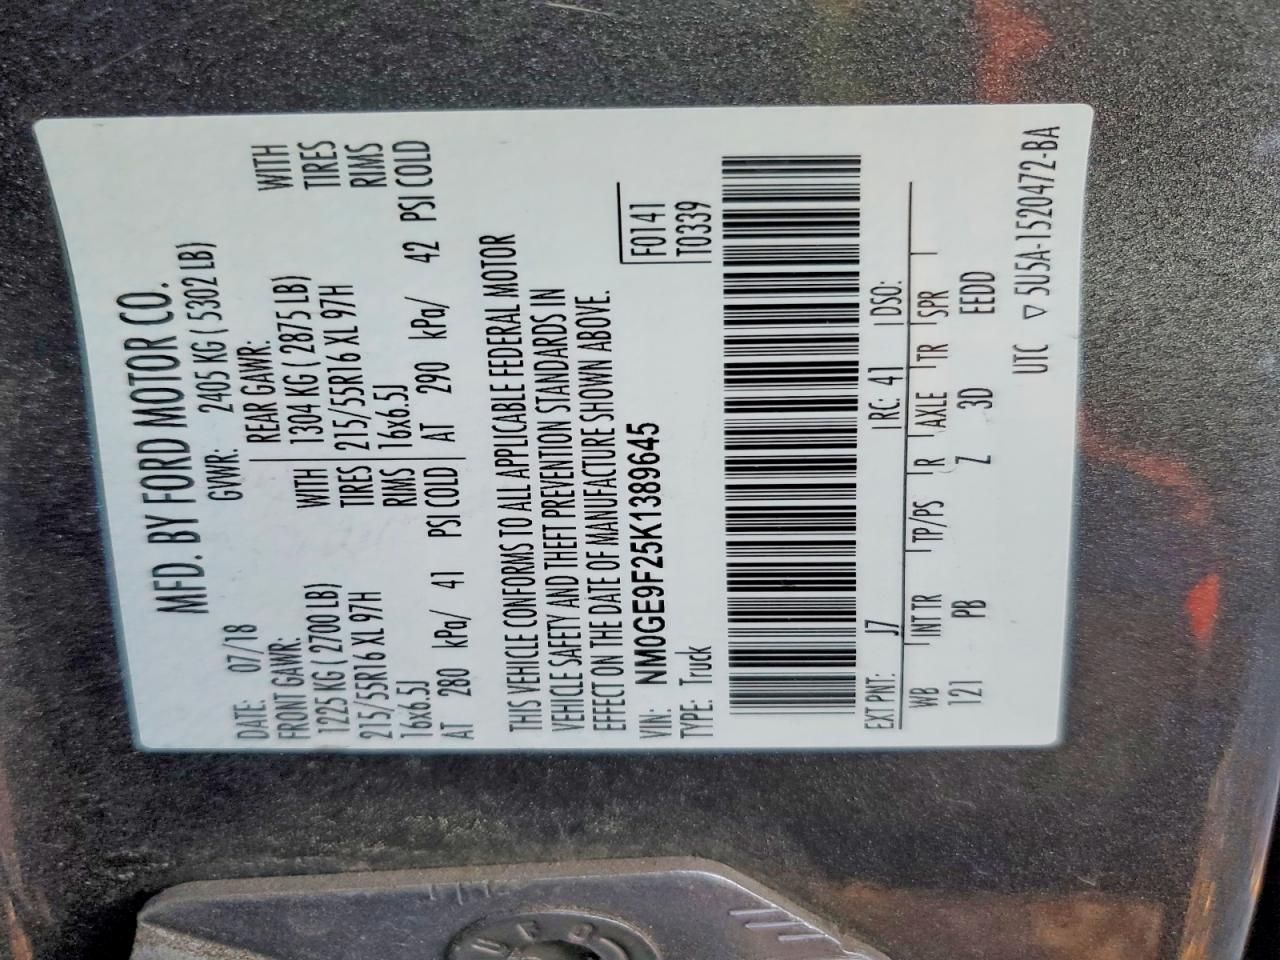 MFD. BY FORD MOTOR CO.
DATE: 07/18 GVWR: 2405 KG ( 5302 LB)
FRONT GAWR: REAR GAWR:
1225 KG ( 2700 LB) WITH 1304 KG ( 2875 LB) WITH
215/55R16 XL 97H TIRES 215/55R16 XL 97H TIRES
16x6.5J RIMS 16x6.5J RIMS
AT 280 kPa/ 41 PSI COLD AT 290 kPa/ 42 PSI COLD
THIS VEHICLE CONFORMS TO ALL APPLICABLE FEDERAL MOTOR
VEHICLE SAFETY AND THEFT PREVENTION STANDARDS IN
EFFECT ON THE DATE OF MANUFACTURE SHOWN ABOVE.
VIN: NM0GE9F25K1389645 F0141
TYPE: Truck T0339
EXT PNT: J7 RC: 41 DSO:
WB INT TR TP/PS R AXLE TR SPR
121 PB Z 3D EEDD
UTC ▽ 5U5A-1520472-BA